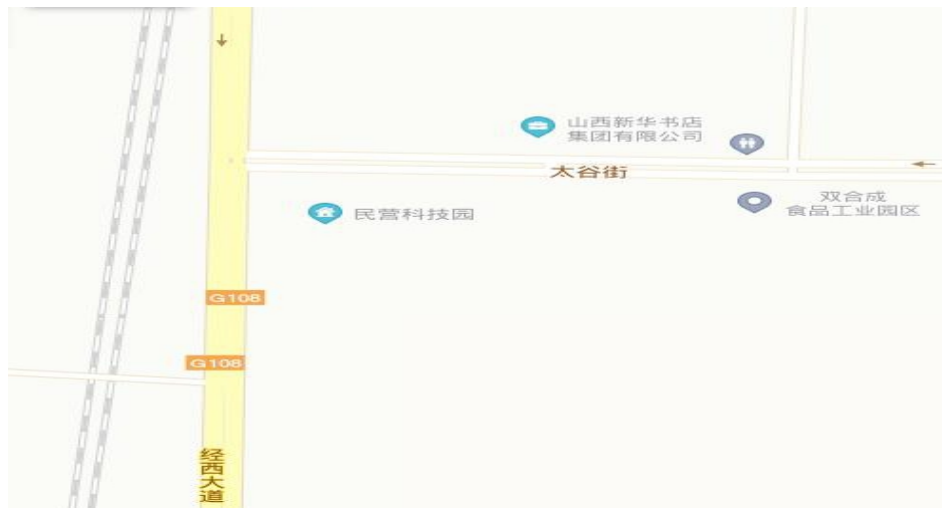 山西新华书店
集团有限公司
太谷街
双合成
食品工业园区
民营科技园
G108
G108
经西大道